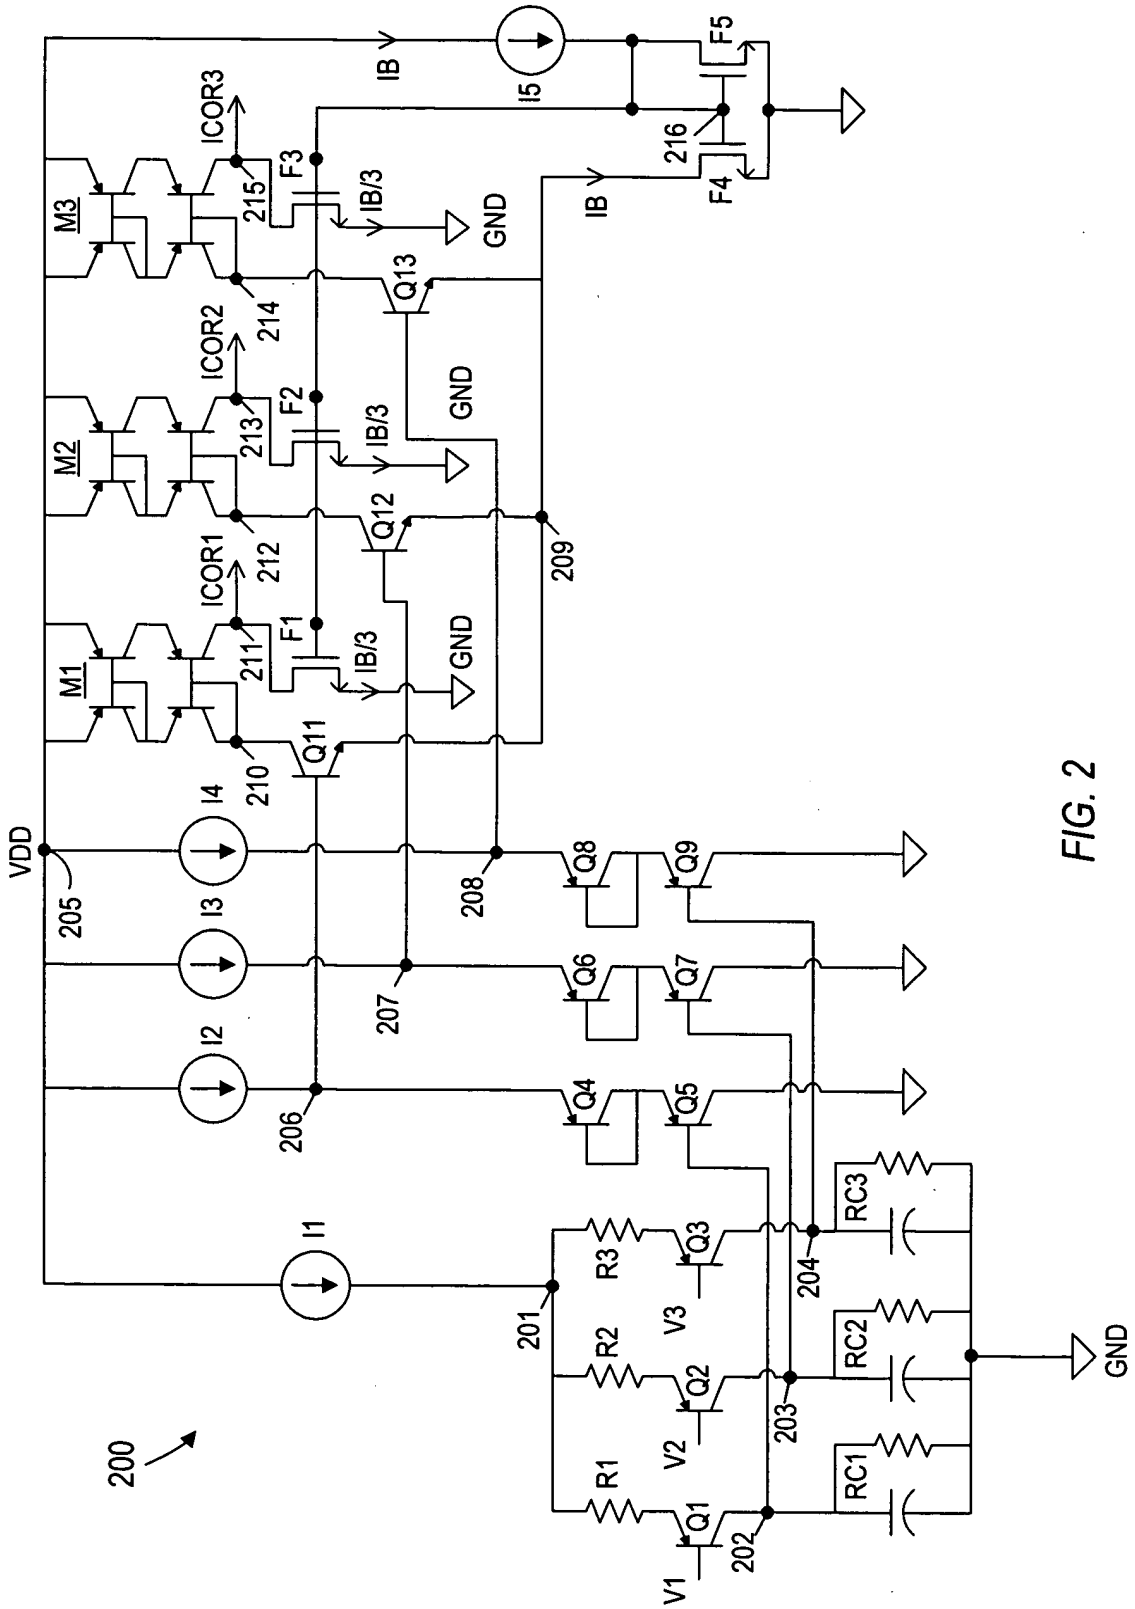 200
VDD
205
I1
I2
I3
I4
I5
IB
M1
M2
M3
ICOR1
ICOR2
ICOR3
210
211
212
213
214
215
F1
F2
F3
IB/3
IB/3
IB/3
GND
GND
GND
Q11
Q12
Q13
206
207
208
209
IB
216
F4
F5
201
R1
R2
R3
V1
V2
V3
Q1
Q2
Q3
Q4
Q5
Q6
Q7
Q8
Q9
202
203
204
RC1
RC2
RC3
GND
FIG. 2